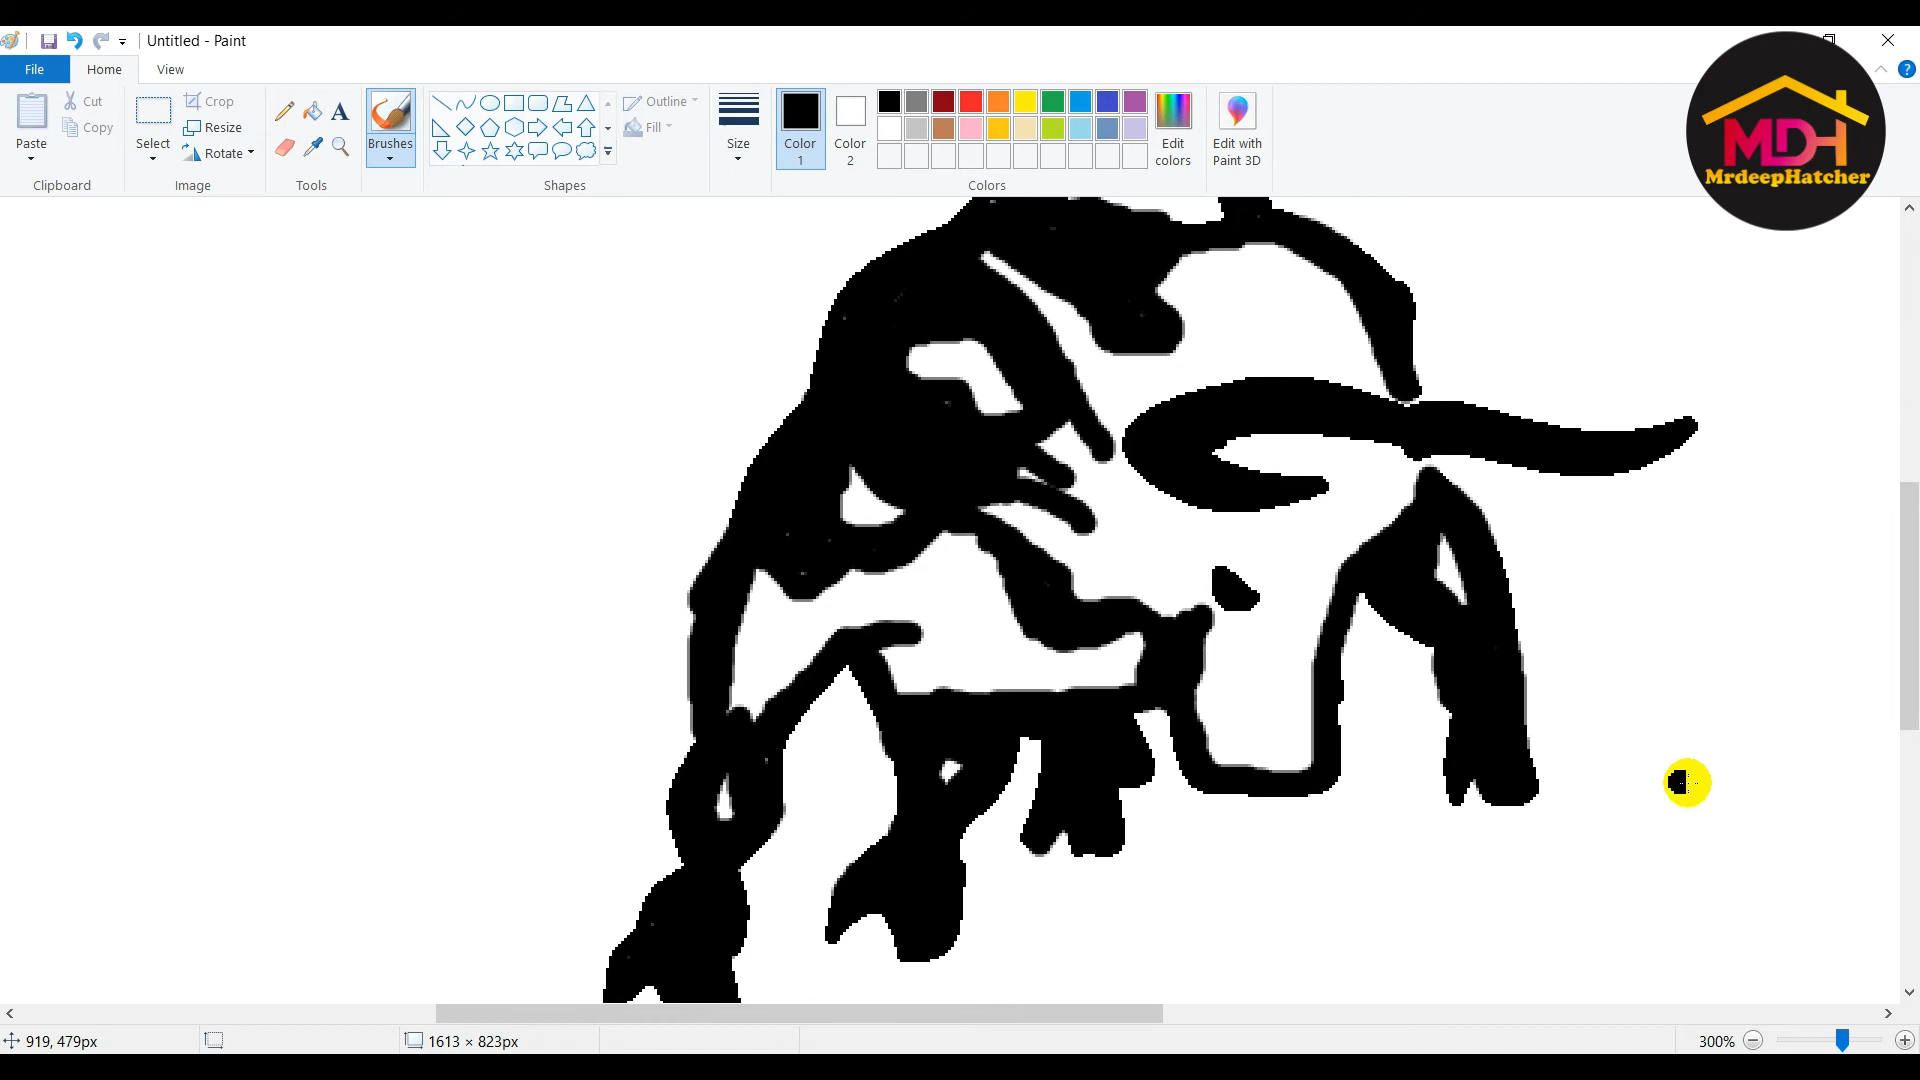 Untitled - Paint
File Home View
Paste
Cut
Copy
Clipboard
Select
Crop
Resize
Rotate
Image
A
Tools
Brushes
Outline
Fill
Shapes
Size
Color 1
Color 2
Edit colors
Colors
Edit with Paint 3D
?
MDH
MrdeepHatcher
919, 479px
1613 × 823px
300%